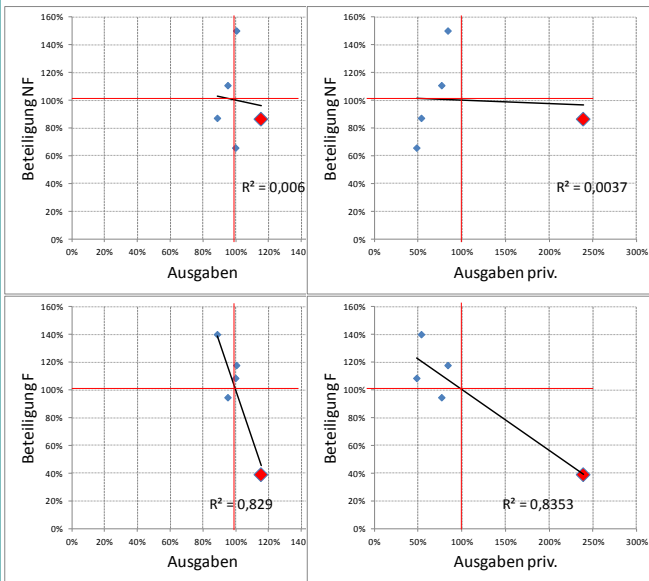 160%
140%
120%
100%
80%
60%
40%
20%
0%
0% 20% 40% 60% 80% 100% 120% 140
Beteiligung NF
R² = 0,006
Ausgaben
160%
140%
120%
100%
80%
60%
40%
20%
0%
0% 50% 100% 150% 200% 250% 300%
Beteiligung NF
R² = 0,0037
Ausgaben priv.
160%
140%
120%
100%
80%
60%
40%
20%
0%
0% 20% 40% 60% 80% 100% 120% 140
Beteiligung F
R² = 0,829
Ausgaben
160%
140%
120%
100%
80%
60%
40%
20%
0%
0% 50% 100% 150% 200% 250% 300%
Beteiligung F
R² = 0,8353
Ausgaben priv.